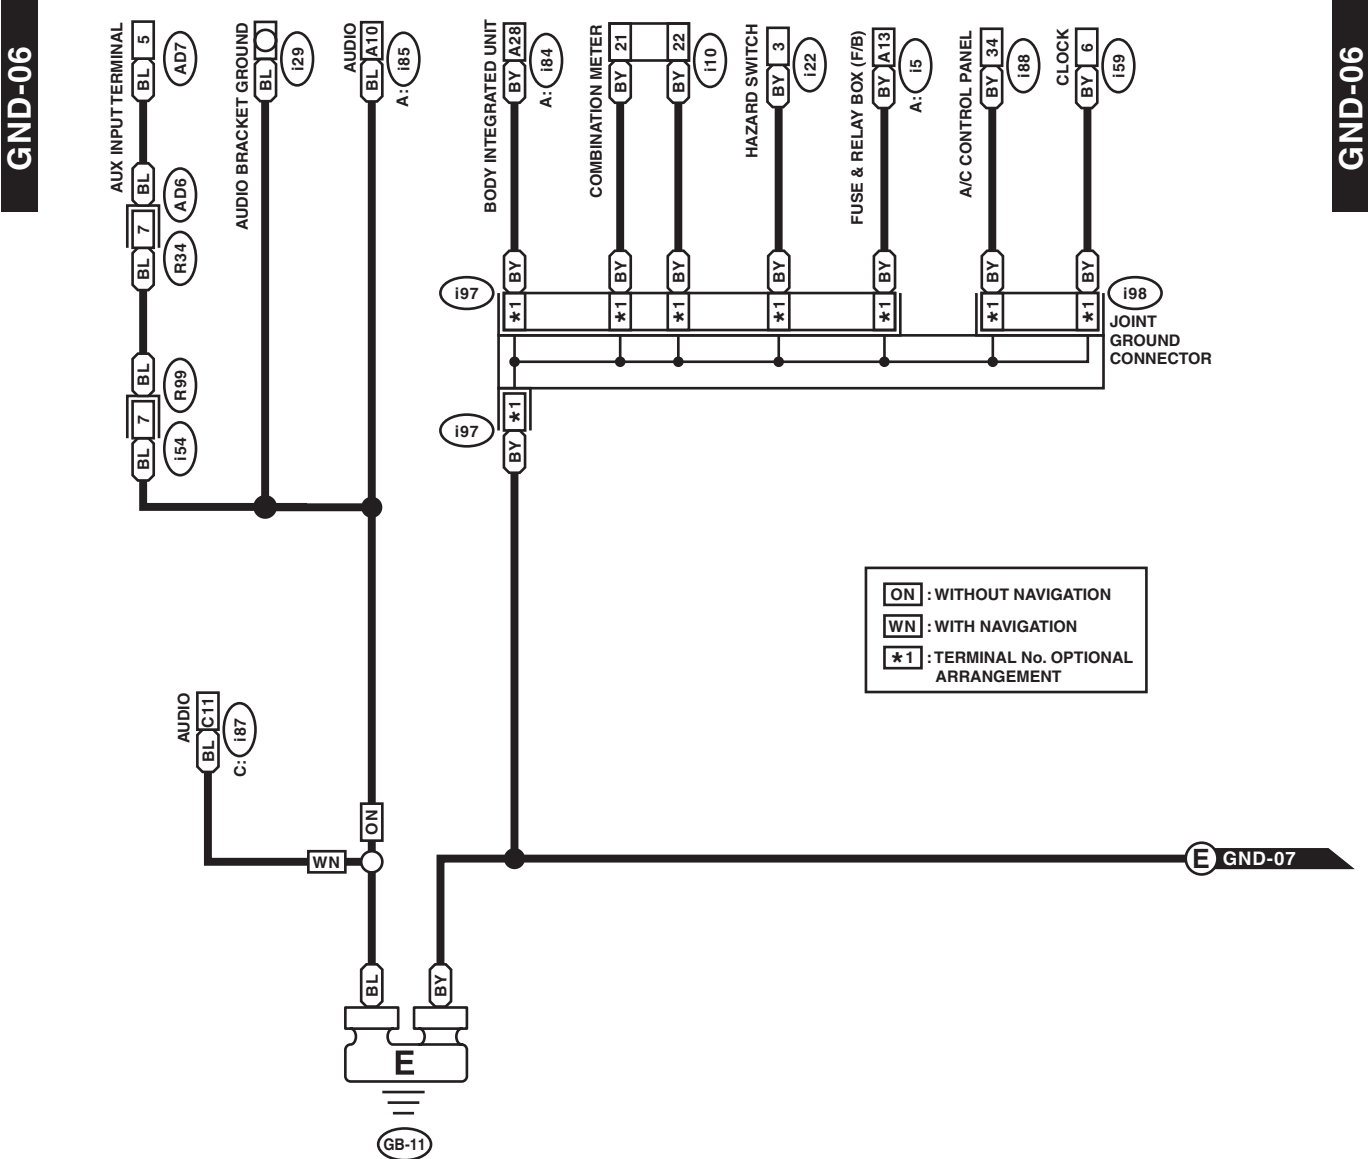 GND-06
GND-06
AUX INPUT TERMINAL
5
BL
AD7
BL
AD6
7
BL
R34
BL
R99
7
BL
i54
AUDIO BRACKET GROUND
BL
i29
AUDIO
A10
BL
A: i85
BODY INTEGRATED UNIT
A28
BY
A: i84
COMBINATION METER
21
BY
22
BY
i10
HAZARD SWITCH
3
BY
i22
FUSE & RELAY BOX (F/B)
A13
BY
A: i5
A/C CONTROL PANEL
34
BY
i88
CLOCK
6
BY
i59
BY
BY
BY
BY
BY
BY
BY
i97
*1
*1
*1
*1
*1
*1
*1
i98
JOINT
GROUND
CONNECTOR
*1
i97
BY
ON : WITHOUT NAVIGATION
WN : WITH NAVIGATION
*1 : TERMINAL No. OPTIONAL
ARRANGEMENT
AUDIO
C11
BL
C: i87
ON
WN
E GND-07
BL
BY
E
GB-11